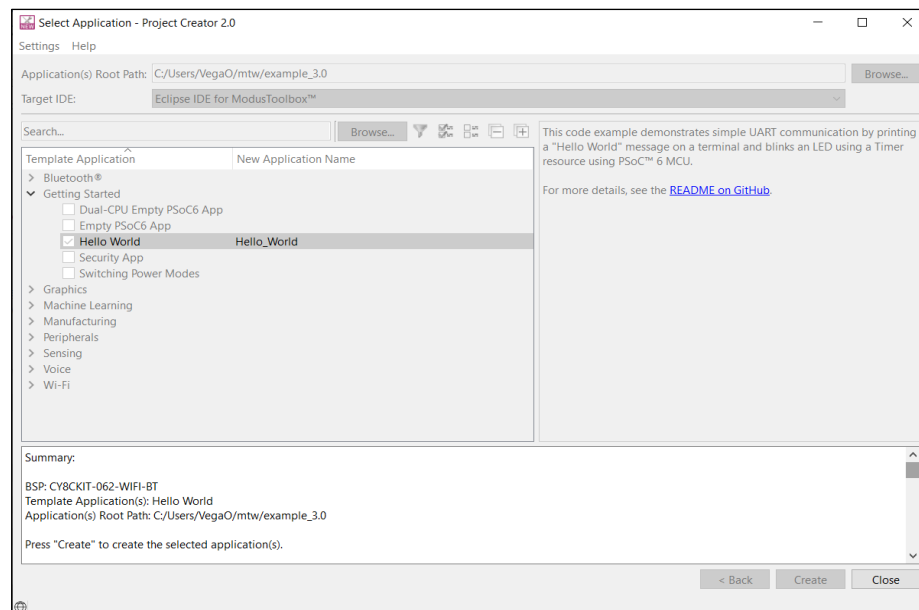 NEW Select Application - Project Creator 2.0
Settings Help
Application(s) Root Path: C:/Users/VegaO/mtw/example_3.0 Browse...
Target IDE: Eclipse IDE for ModusToolbox™
Search... Browse...
Template Application New Application Name
Bluetooth®
Getting Started
Dual-CPU Empty PSoC6 App
Empty PSoC6 App
Hello World Hello_World
Security App
Switching Power Modes
Graphics
Machine Learning
Manufacturing
Peripherals
Sensing
Voice
Wi-Fi
This code example demonstrates simple UART communication by printing
a "Hello World" message on a terminal and blinks an LED using a Timer
resource using PSoC™ 6 MCU.
For more details, see the README on GitHub.
Summary:
BSP: CY8CKIT-062-WIFI-BT
Template Application(s): Hello World
Application(s) Root Path: C:/Users/VegaO/mtw/example_3.0
Press "Create" to create the selected application(s).
< Back Create Close